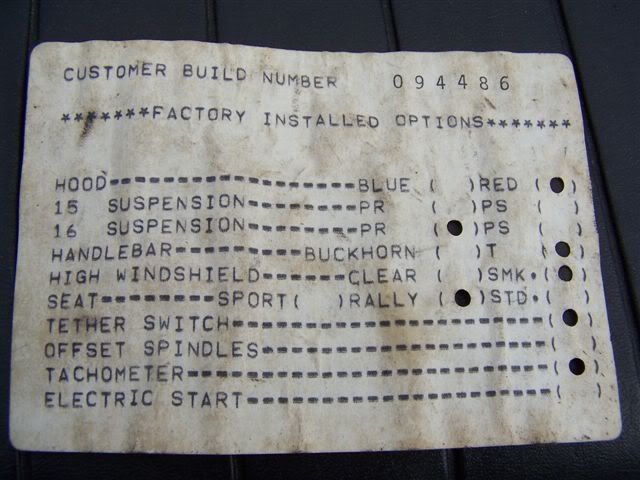 CUSTOMER BUILD NUMBER 094486
*******FACTORY INSTALLED OPTIONS*******
HOOD------------------BLUE ( )RED (●)
15 SUSPENSION--------PR ( )PS ( )
16 SUSPENSION--------PR (●)PS ( )
HANDLEBAR---------BUCKHORN ( )T (●)
HIGH WINDSHIELD------CLEAR ( )SMK.(●)
SEAT--------SPORT( )RALLY (●)STD.( )
TETHER SWITCH----------------------(●)
OFFSET SPINDLES--------------------( )
TACHOMETER-------------------------(●)
ELECTRIC START---------------------( )